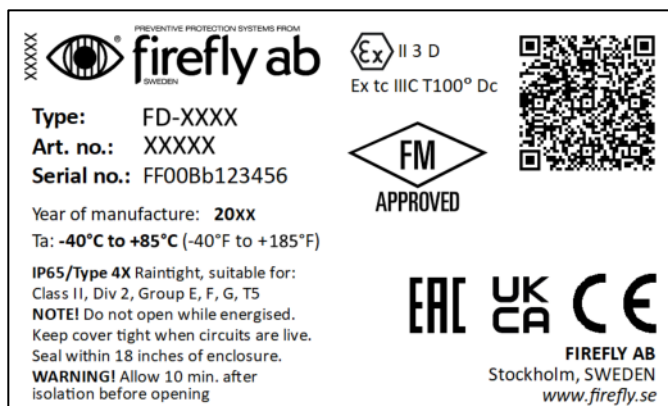 XXXXX
PREVENTIVE PROTECTION SYSTEMS FROM
firefly ab
SWEDEN
Type: FD-XXXX
Art. no.: XXXXX
Serial no.: FF00Bb123456
Year of manufacture: 20xx
Ta: -40°C to +85°C (-40°F to +185°F)
IP65/Type 4X Raintight, suitable for:
Class II, Div 2, Group E, F, G, T5
NOTE! Do not open while energised.
Keep cover tight when circuits are live.
Seal within 18 inches of enclosure.
WARNING! Allow 10 min. after
isolation before opening
Ex II 3 D
Ex tc IIIC T100° Dc
FM
APPROVED
EAC UKCA CE
FIREFLY AB
Stockholm, SWEDEN
www.firefly.se